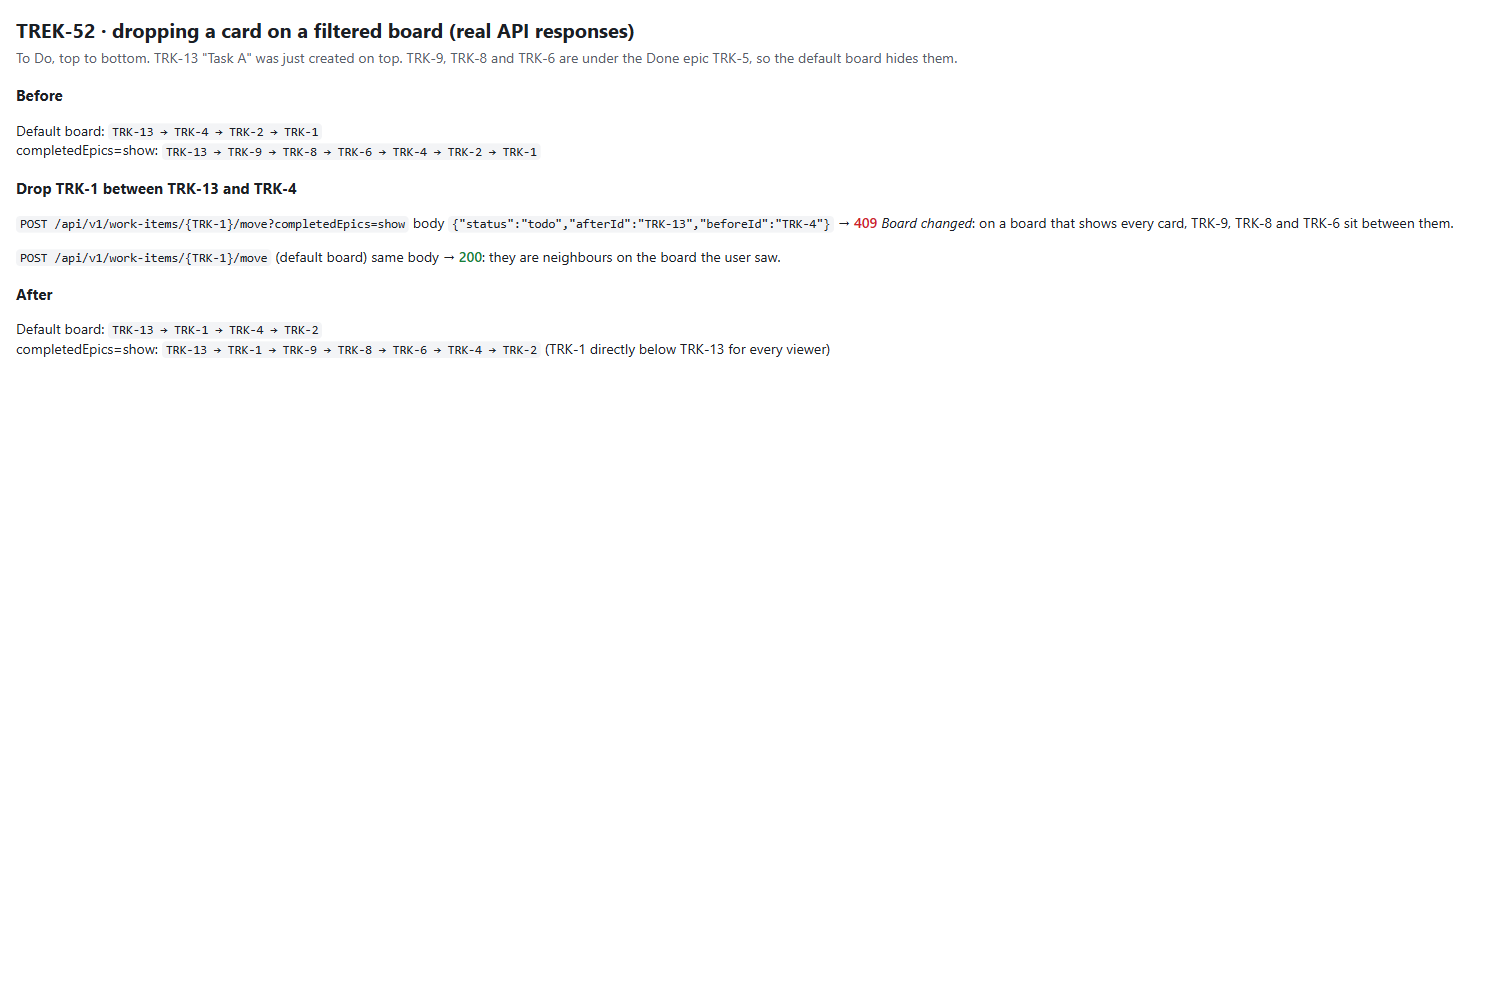 TREK-52 · dropping a card on a filtered board (real API responses)
To Do, top to bottom. TRK-13 "Task A" was just created on top. TRK-9, TRK-8 and TRK-6 are under the Done epic TRK-5, so the default board hides them.
Before
Default board: TRK-13 → TRK-4 → TRK-2 → TRK-1
completedEpics=show: TRK-13 → TRK-9 → TRK-8 → TRK-6 → TRK-4 → TRK-2 → TRK-1
Drop TRK-1 between TRK-13 and TRK-4
POST /api/v1/work-items/{TRK-1}/move?completedEpics=show body {"status":"todo","afterId":"TRK-13","beforeId":"TRK-4"} → 409 Board changed: on a board that shows every card, TRK-9, TRK-8 and TRK-6 sit between them.
POST /api/v1/work-items/{TRK-1}/move (default board) same body → 200: they are neighbours on the board the user saw.
After
Default board: TRK-13 → TRK-1 → TRK-4 → TRK-2
completedEpics=show: TRK-13 → TRK-1 → TRK-9 → TRK-8 → TRK-6 → TRK-4 → TRK-2 (TRK-1 directly below TRK-13 for every viewer)